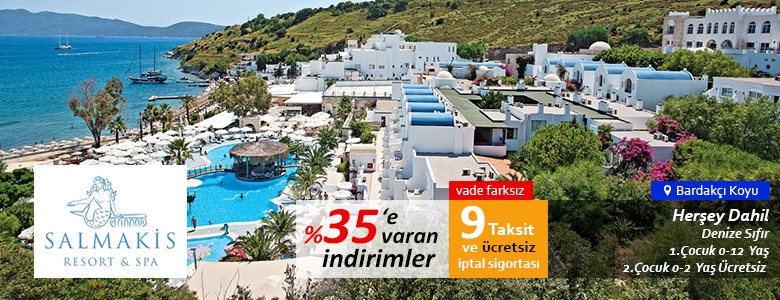 SALMAKİS
RESORT & SPA
%35'e varan
indirimler
vade farksız
9 Taksit
ve ücretsiz
iptal sigortası
Bardakçı Koyu
Herşey Dahil
Denize Sıfır
1.Çocuk 0-12 Yaş
2.Çocuk 0-2 Yaş Ücretsiz